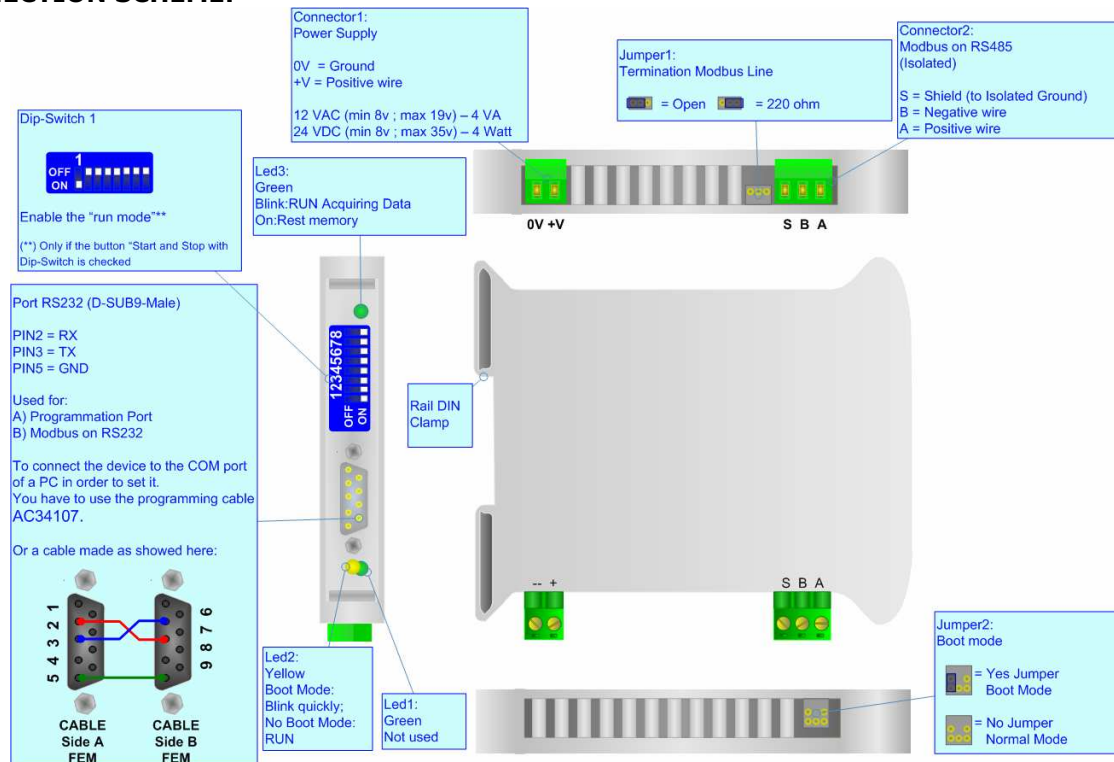 Connector1:
Power Supply
0V = Ground
+V = Positive wire
12 VAC (min 8v ; max 19v) – 4 VA
24 VDC (min 8v ; max 35v) – 4 Watt
Jumper1:
Termination Modbus Line
= Open = 220 ohm
Connector2:
Modbus on RS485
(Isolated)
S = Shield (to Isolated Ground)
B = Negative wire
A = Positive wire
Dip-Switch 1
1
OFF
ON
Enable the “run mode”**
(**) Only if the button “Start and Stop with
Dip-Switch is checked
Led3:
Green
Blink:RUN Acquiring Data
On:Rest memory
0V +V
S B A
Port RS232 (D-SUB9-Male)
PIN2 = RX
PIN3 = TX
PIN5 = GND
Used for:
A) Programmation Port
B) Modbus on RS232
To connect the device to the COM port
of a PC in order to set it.
You have to use the programming cable
AC34107.
Or a cable made as showed here:
1 2 3 4 5
6 7 8 9
CABLE
Side A
FEM
CABLE
Side B
FEM
12345678
OFF
ON
Rail DIN
Clamp
-- +
S B A
Led2:
Yellow
Boot Mode:
Blink quickly;
No Boot Mode:
RUN
Led1:
Green
Not used
Jumper2:
Boot mode
= Yes Jumper
Boot Mode
= No Jumper
Normal Mode